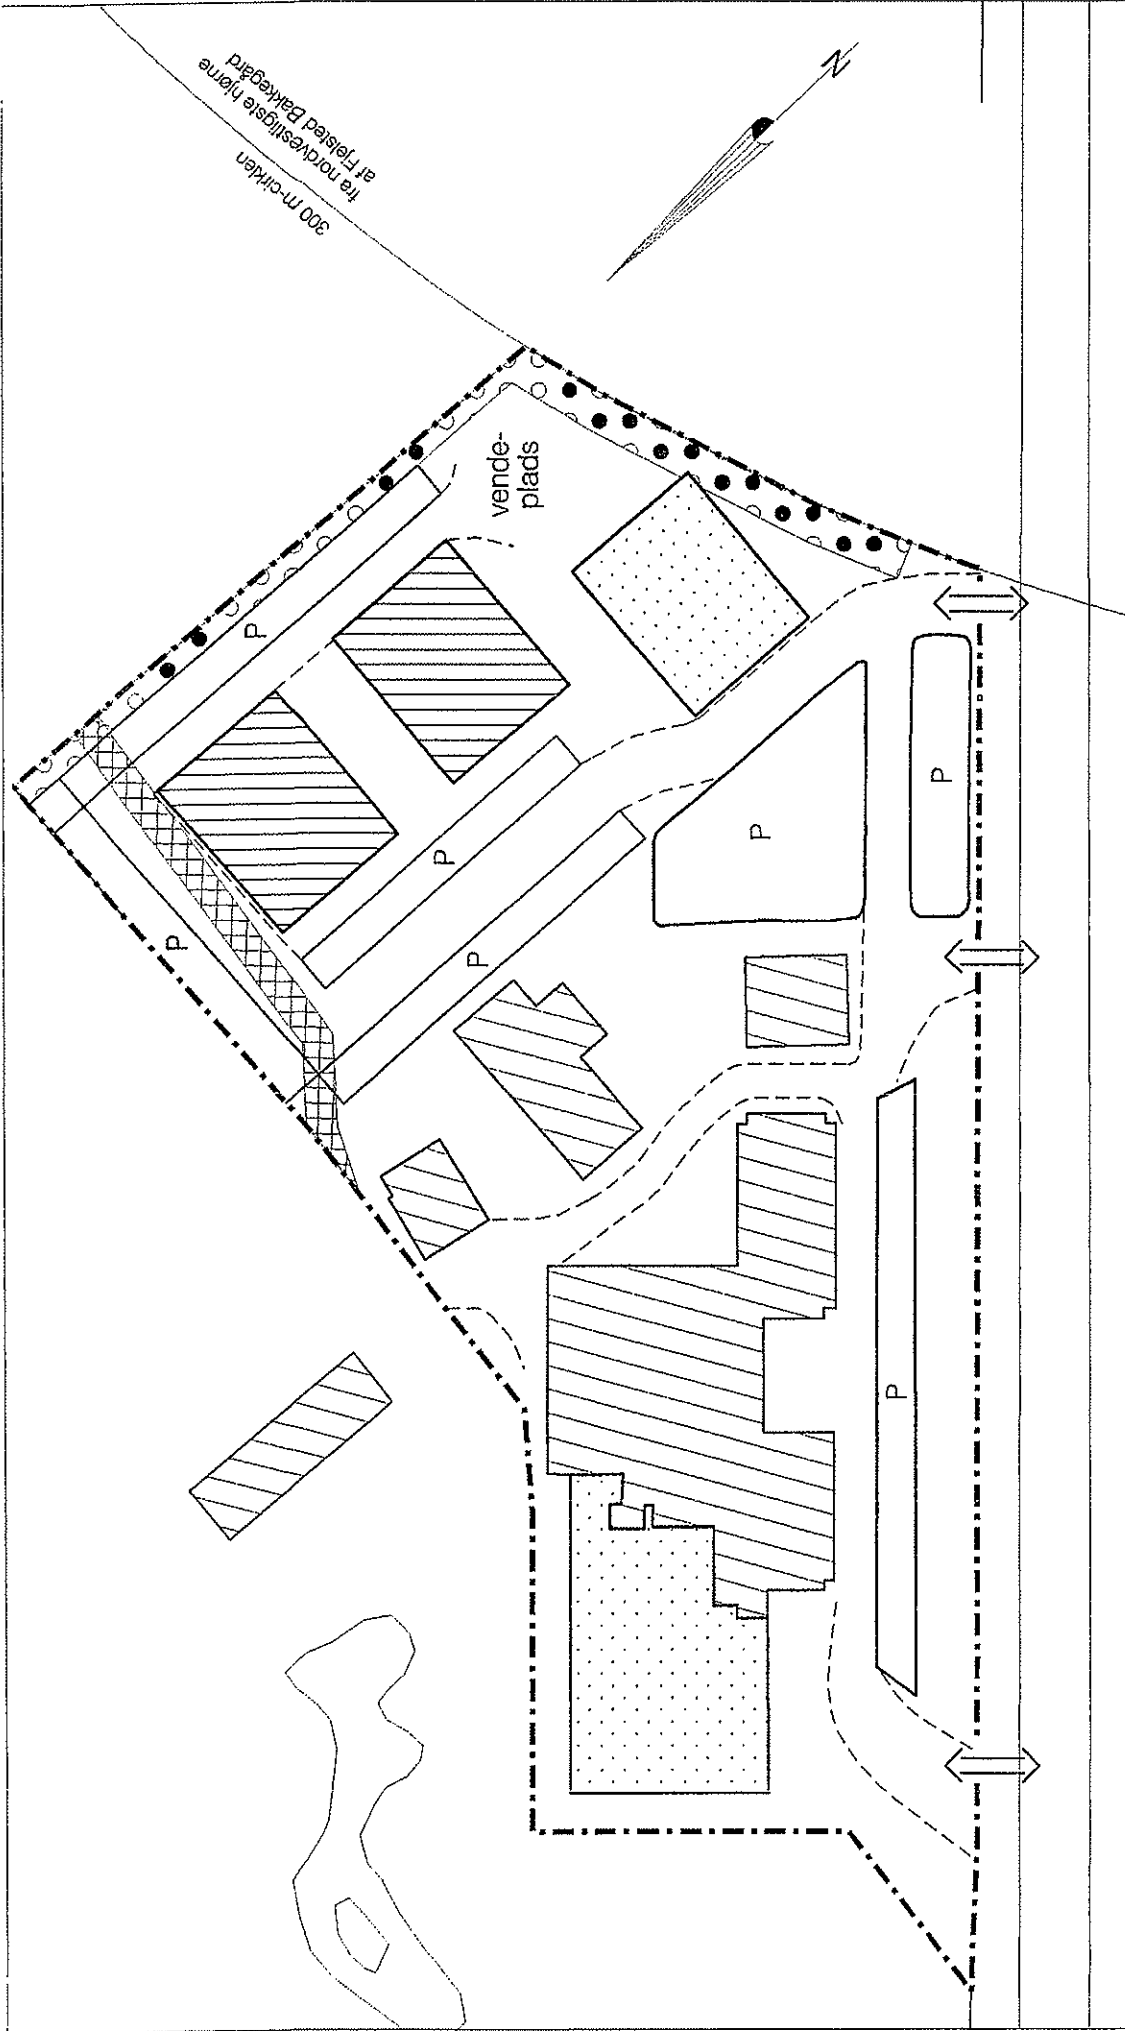 300 m-cirklen
fra nordvestligste hjørne
af Fjelsted Bakkegård
N
vende-
plads
P
P
P
P
P
P
P